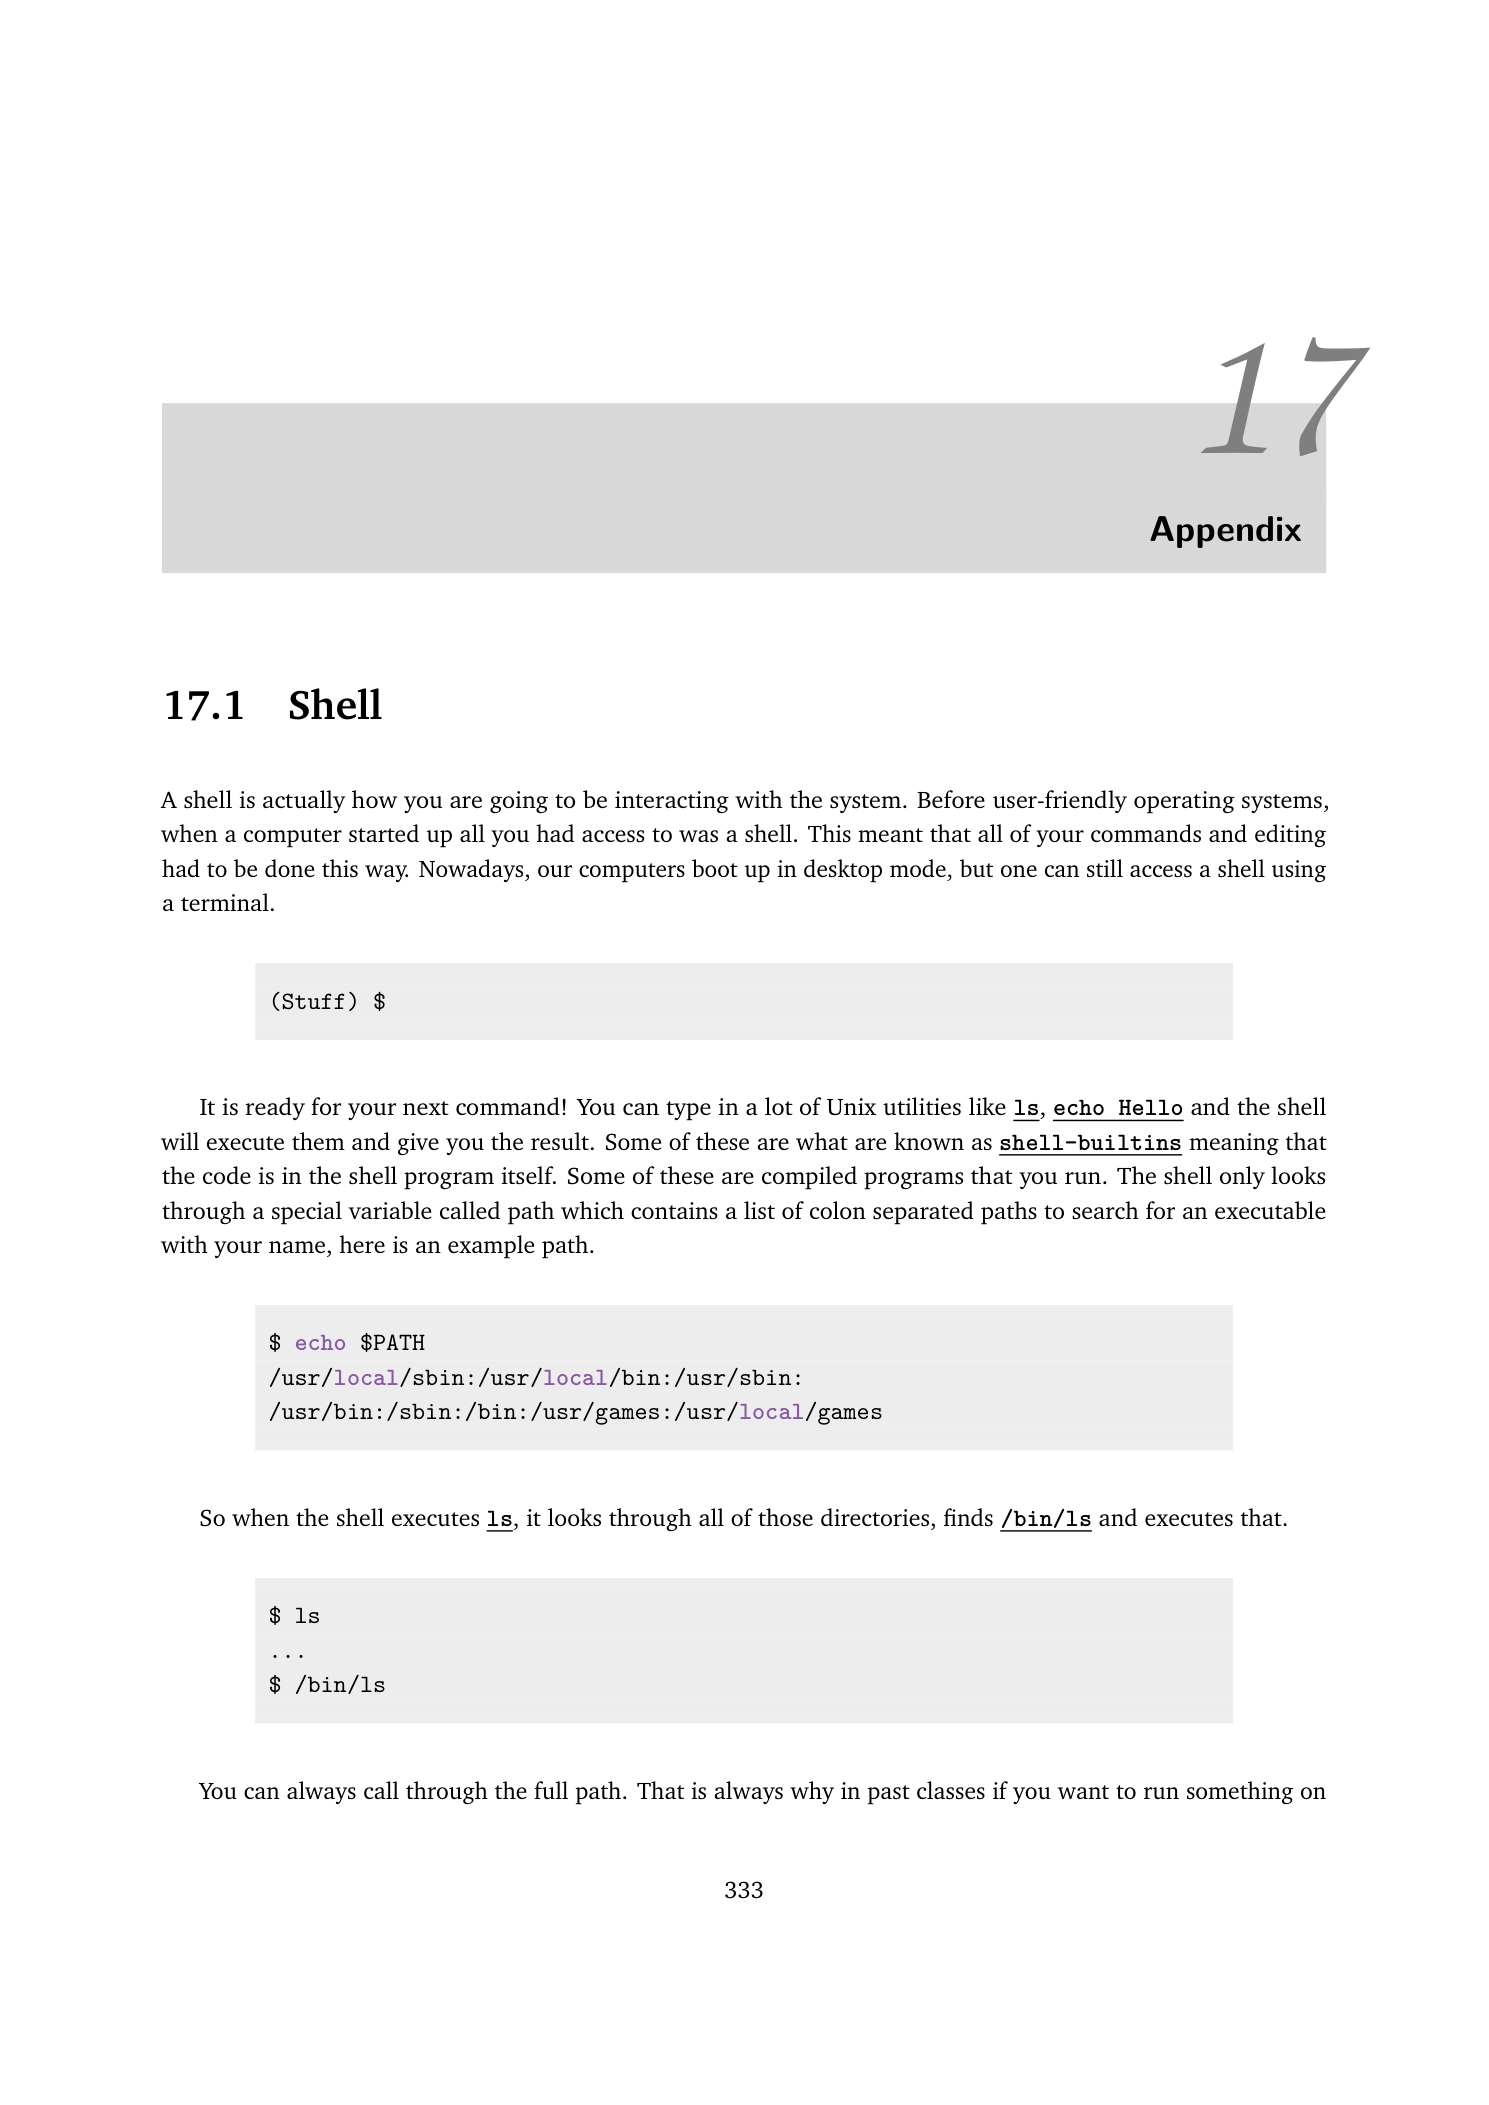 17
Appendix
17.1 Shell
A shell is actually how you are going to be interacting with the system. Before user-friendly operating systems,
when a computer started up all you had access to was a shell. This meant that all of your commands and editing
had to be done this way. Nowadays, our computers boot up in desktop mode, but one can still access a shell using
a terminal.
(Stuff) $
It is ready for your next command! You can type in a lot of Unix utilities like ls, echo Hello and the shell
will execute them and give you the result. Some of these are what are known as shell-builtins meaning that
the code is in the shell program itself. Some of these are compiled programs that you run. The shell only looks
through a special variable called path which contains a list of colon separated paths to search for an executable
with your name, here is an example path.
$ echo $PATH
/usr/local/sbin:/usr/local/bin:/usr/sbin:
/usr/bin:/sbin:/bin:/usr/games:/usr/local/games
So when the shell executes ls, it looks through all of those directories, finds /bin/ls and executes that.
$ ls
...
$ /bin/ls
You can always call through the full path. That is always why in past classes if you want to run something on
333